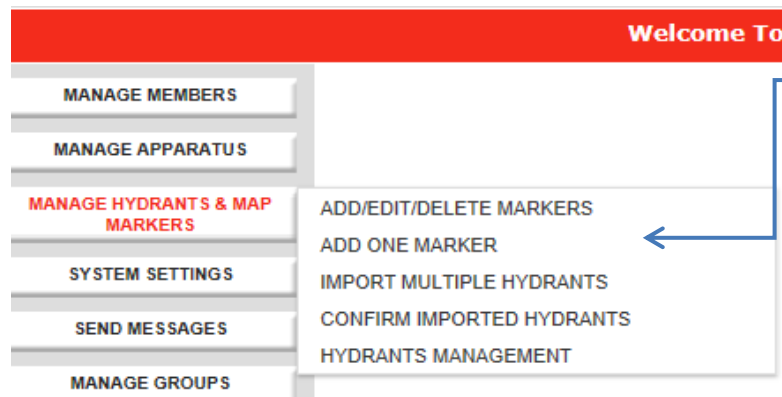 Welcome To
MANAGE MEMBERS
MANAGE APPARATUS
MANAGE HYDRANTS & MAP
MARKERS
SYSTEM SETTINGS
SEND MESSAGES
MANAGE GROUPS
ADD/EDIT/DELETE MARKERS
ADD ONE MARKER
IMPORT MULTIPLE HYDRANTS
CONFIRM IMPORTED HYDRANTS
HYDRANTS MANAGEMENT